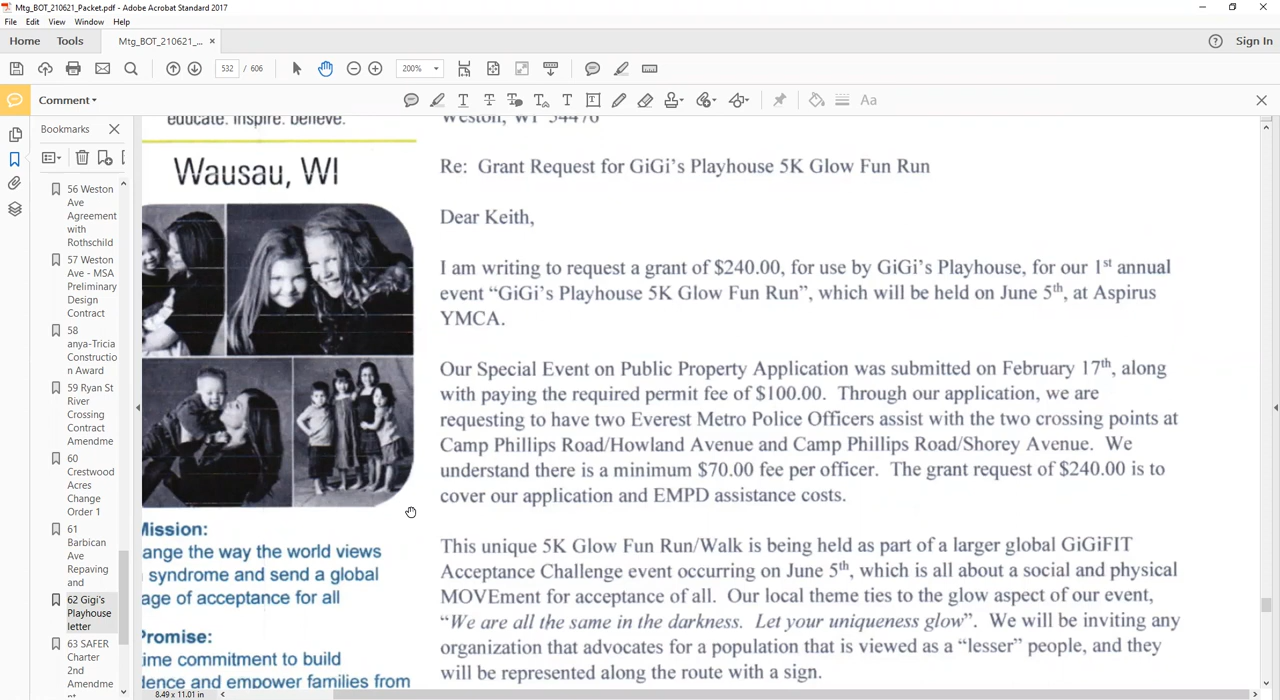 Mtg_BOT_210621_Packet.pdf - Adobe Acrobat Standard 2017
File Edit View Window Help
Home Tools Mtg_BOT_210621_... × Sign In
532 / 606 200%
Comment
Bookmarks
56 Weston
Ave
Agreement
with
Rothschild
57 Weston
Ave - MSA
Preliminary
Design
Contract
58
anya-Tricia
Constructio
n Award
59 Ryan St
River
Crossing
Contract
Amendme
60
Crestwood
Acres
Change
Order 1
61
Barbican
Ave
Repaving
and
62 Gigi's
Playhouse
letter
63 SAFER
Charter
2nd
Amendme
8.49 x 11.01 in
educate. inspire. believe.
Wausau, WI
Mission:
ange the way the world views
syndrome and send a global
age of acceptance for all
Promise:
ime commitment to build
dence and empower families from
Weston, WI 54476
Re: Grant Request for GiGi's Playhouse 5K Glow Fun Run
Dear Keith,
I am writing to request a grant of $240.00, for use by GiGi's Playhouse, for our 1st annual
event "GiGi's Playhouse 5K Glow Fun Run", which will be held on June 5th, at Aspirus
YMCA.
Our Special Event on Public Property Application was submitted on February 17th, along
with paying the required permit fee of $100.00. Through our application, we are
requesting to have two Everest Metro Police Officers assist with the two crossing points at
Camp Phillips Road/Howland Avenue and Camp Phillips Road/Shorey Avenue. We
understand there is a minimum $70.00 fee per officer. The grant request of $240.00 is to
cover our application and EMPD assistance costs.
This unique 5K Glow Fun Run/Walk is being held as part of a larger global GiGiFIT
Acceptance Challenge event occurring on June 5th, which is all about a social and physical
MOVEment for acceptance of all. Our local theme ties to the glow aspect of our event,
"We are all the same in the darkness. Let your uniqueness glow". We will be inviting any
organization that advocates for a population that is viewed as a "lesser" people, and they
will be represented along the route with a sign.